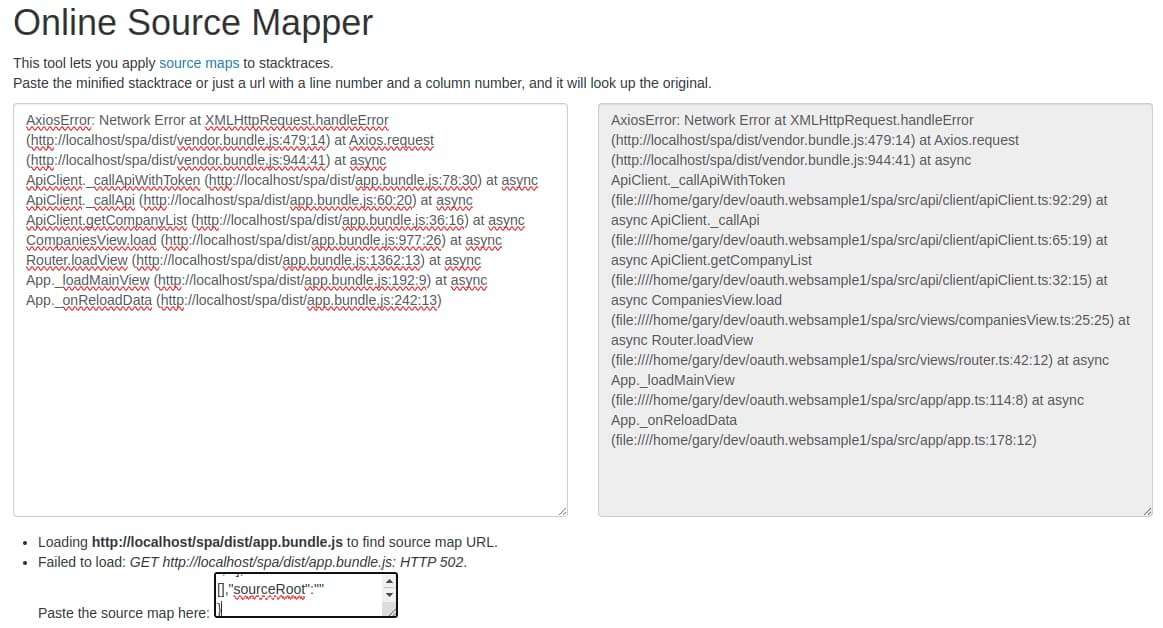 Online Source Mapper
This tool lets you apply source maps to stacktraces.
Paste the minified stacktrace or just a url with a line number and a column number, and it will look up the original.
AxiosError: Network Error at XMLHttpRequest.handleError
(http://localhost/spa/dist/vendor.bundle.js:479:14) at Axios.request
(http://localhost/spa/dist/vendor.bundle.js:944:41) at async
ApiClient._callApiWithToken (http://localhost/spa/dist/app.bundle.js:78:30) at async
ApiClient._callApi (http://localhost/spa/dist/app.bundle.js:60:20) at async
ApiClient.getCompanyList (http://localhost/spa/dist/app.bundle.js:36:16) at async
CompaniesView.load (http://localhost/spa/dist/app.bundle.js:977:26) at async
Router.loadView (http://localhost/spa/dist/app.bundle.js:1362:13) at async
App._loadMainView (http://localhost/spa/dist/app.bundle.js:192:9) at async
App._onReloadData (http://localhost/spa/dist/app.bundle.js:242:13)
AxiosError: Network Error at XMLHttpRequest.handleError
(http://localhost/spa/dist/vendor.bundle.js:479:14) at Axios.request
(http://localhost/spa/dist/vendor.bundle.js:944:41) at async
ApiClient._callApiWithToken
(file:////home/gary/dev/oauth.websample1/spa/src/api/client/apiClient.ts:92:29) at
async ApiClient._callApi
(file:////home/gary/dev/oauth.websample1/spa/src/api/client/apiClient.ts:65:19) at
async ApiClient.getCompanyList
(file:////home/gary/dev/oauth.websample1/spa/src/api/client/apiClient.ts:32:15) at
async CompaniesView.load
(file:////home/gary/dev/oauth.websample1/spa/src/views/companiesView.ts:25:25) at
async Router.loadView
(file:////home/gary/dev/oauth.websample1/spa/src/views/router.ts:42:12) at async
App._loadMainView
(file:////home/gary/dev/oauth.websample1/spa/src/app/app.ts:114:8) at async
App._onReloadData
(file:////home/gary/dev/oauth.websample1/spa/src/app/app.ts:178:12)
• Loading http://localhost/spa/dist/app.bundle.js to find source map URL.
• Failed to load: GET http://localhost/spa/dist/app.bundle.js: HTTP 502.
[],"sourceRoot":""
}
Paste the source map here: